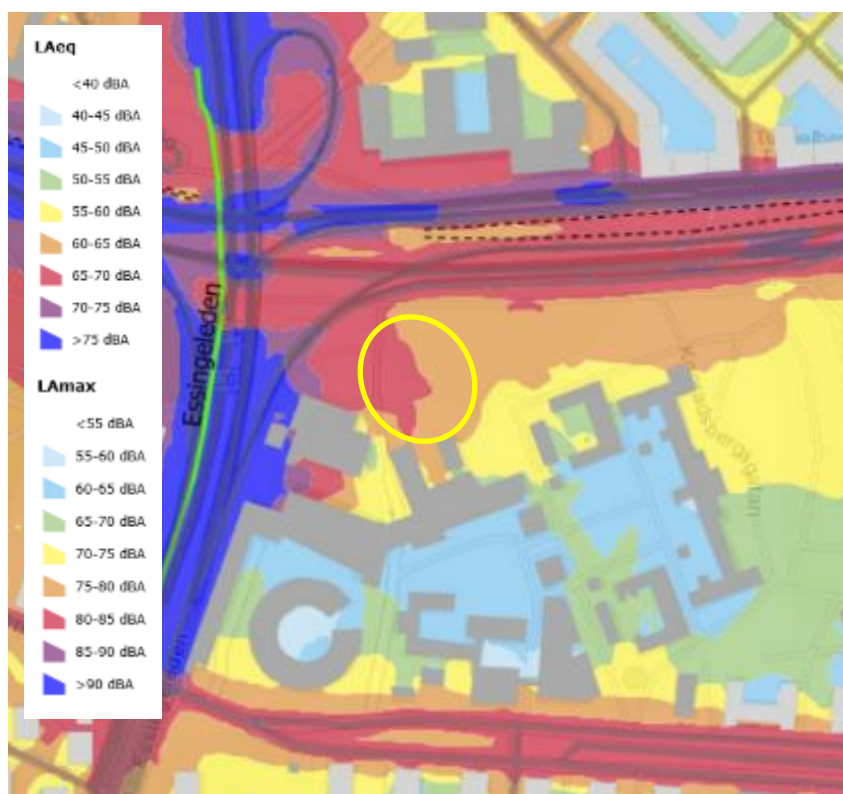 LAeq
<40 dBA
40-45 dBA
45-50 dBA
50-55 dBA
55-60 dBA
60-65 dBA
65-70 dBA
70-75 dBA
>75 dBA
LAmax
<55 dBA
55-60 dBA
60-65 dBA
65-70 dBA
70-75 dBA
75-80 dBA
80-85 dBA
85-90 dBA
>90 dBA
Essingeleden